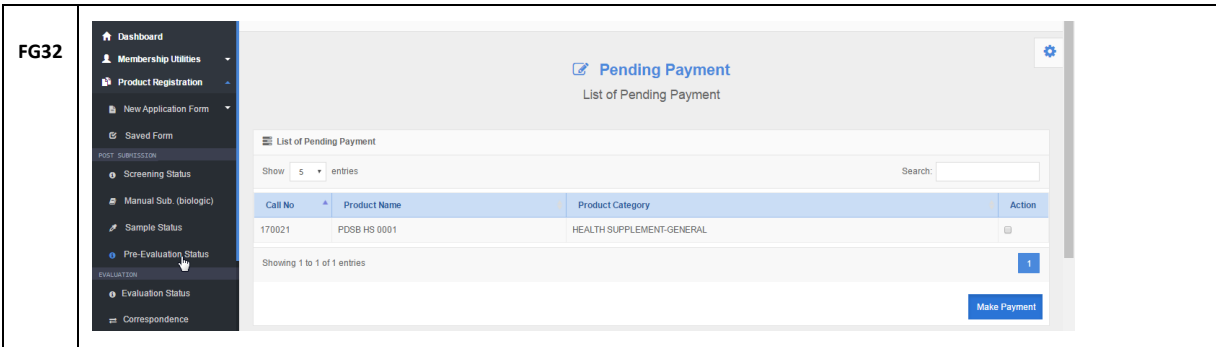 FG32
Dashboard
Membership Utilities
Product Registration
New Application Form
Saved Form
POST SUBMISSION
Screening Status
Manual Sub. (biologic)
Sample Status
Pre-Evaluation Status
EVALUATION
Evaluation Status
Correspondence
Pending Payment
List of Pending Payment
List of Pending Payment
Show 5 entries
Search:
Call No Product Name Product Category Action
170021 PDSB HS 0001 HEALTH SUPPLEMENT-GENERAL
Showing 1 to 1 of 1 entries
1
Make Payment